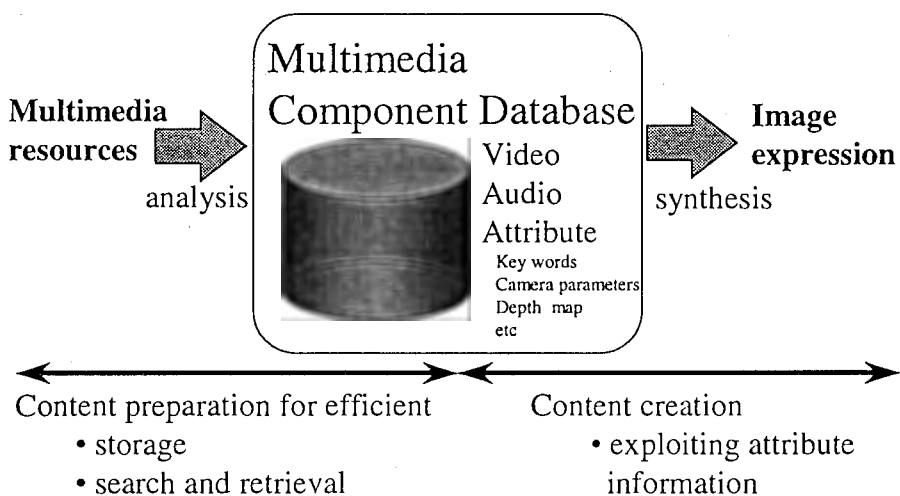 Multimedia
Component Database
Multimedia
resources
analysis
Video
Audio
Attribute
Key words
Camera parameters
Depth map
etc
synthesis
Image
expression
Content preparation for efficient
• storage
• search and retrieval
Content creation
• exploiting attribute
information